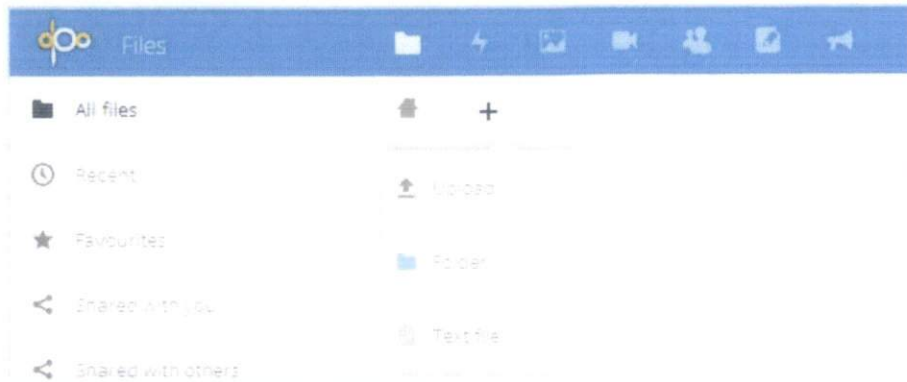 Files
All files
Recent
Favourites
Shared with you
Shared with others
Upload
Folder
Text file